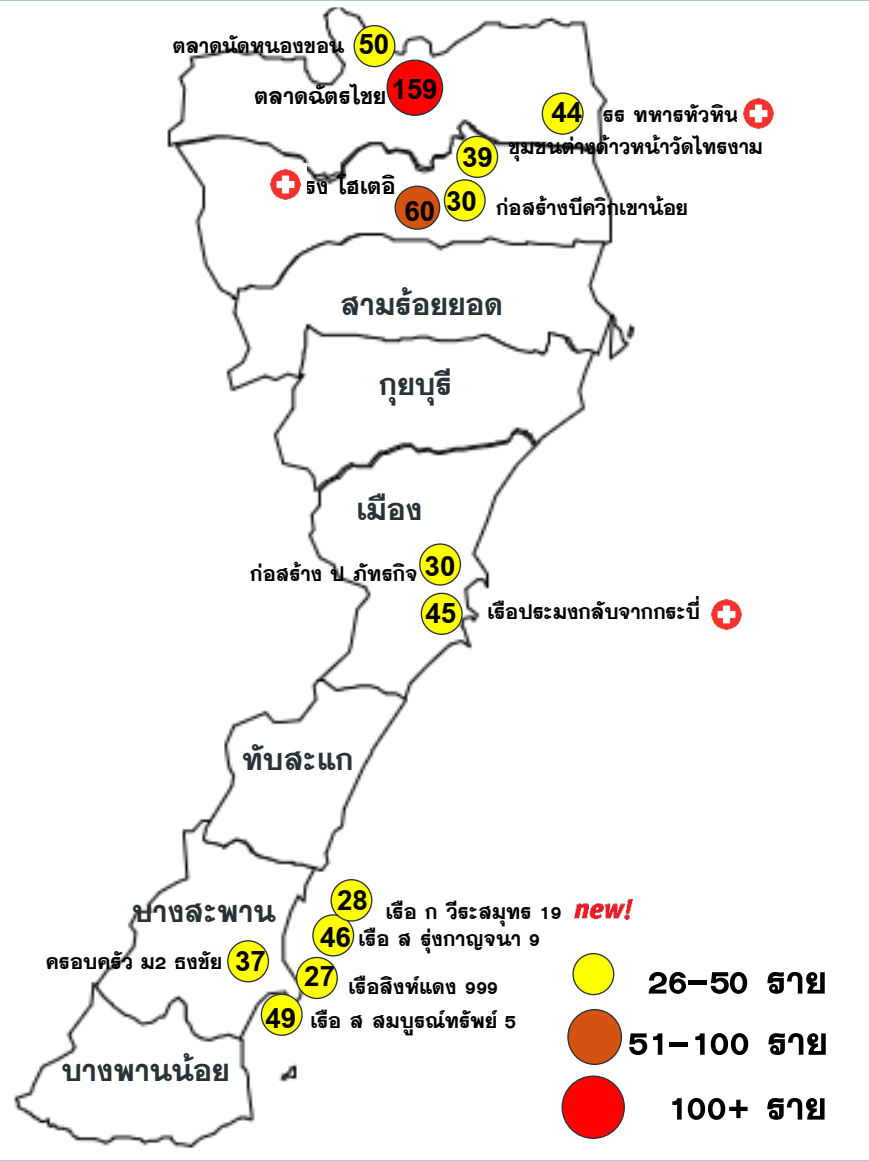 ตลาดนัดหนองขอน 50
ตลาดฉัตรไชย 159
44 รร ทหารหัวหิน
39 ชุมชนต่างด้าวหน้าวัดไทรงาม
รง โฮเตอิ
60
30 ก่อสร้างบีควิกเขาน้อย
สามร้อยยอด
กุยบุรี
เมือง
ก่อสร้าง ป ภัทรกิจ 30
45 เรือประมงกลับจากกระบี่
ทับสะแก
28 เรือ ก วีระสมุทร 19 new!
บางสะพาน
46 เรือ ส รุ่งกาญจนา 9
ครอบครัว ม2 ธงชัย 37
27 เรือสิงห์แดง 999
26-50 ราย
49 เรือ ส สมบูรณ์ทรัพย์ 5
51-100 ราย
บางพานน้อย
100+ ราย